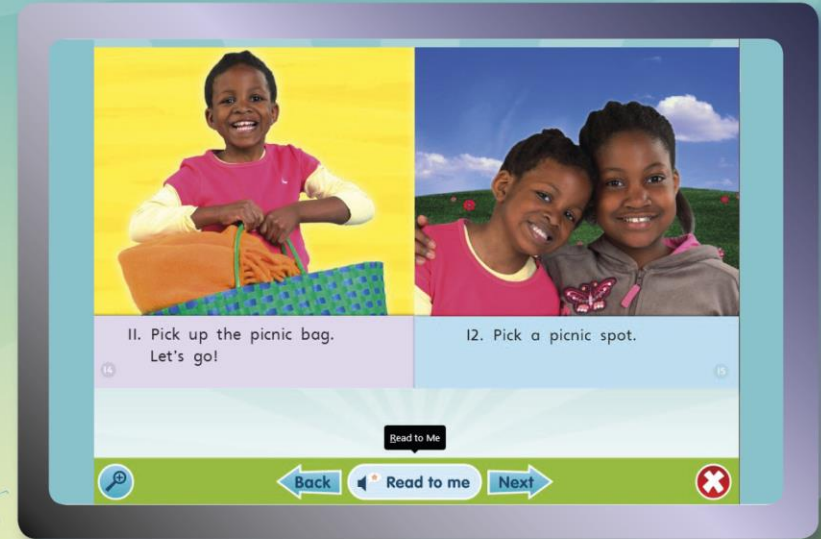 11. Pick up the picnic bag.
Let's go!
14
12. Pick a picnic spot.
15
Read to Me
Back
Read to me
Next